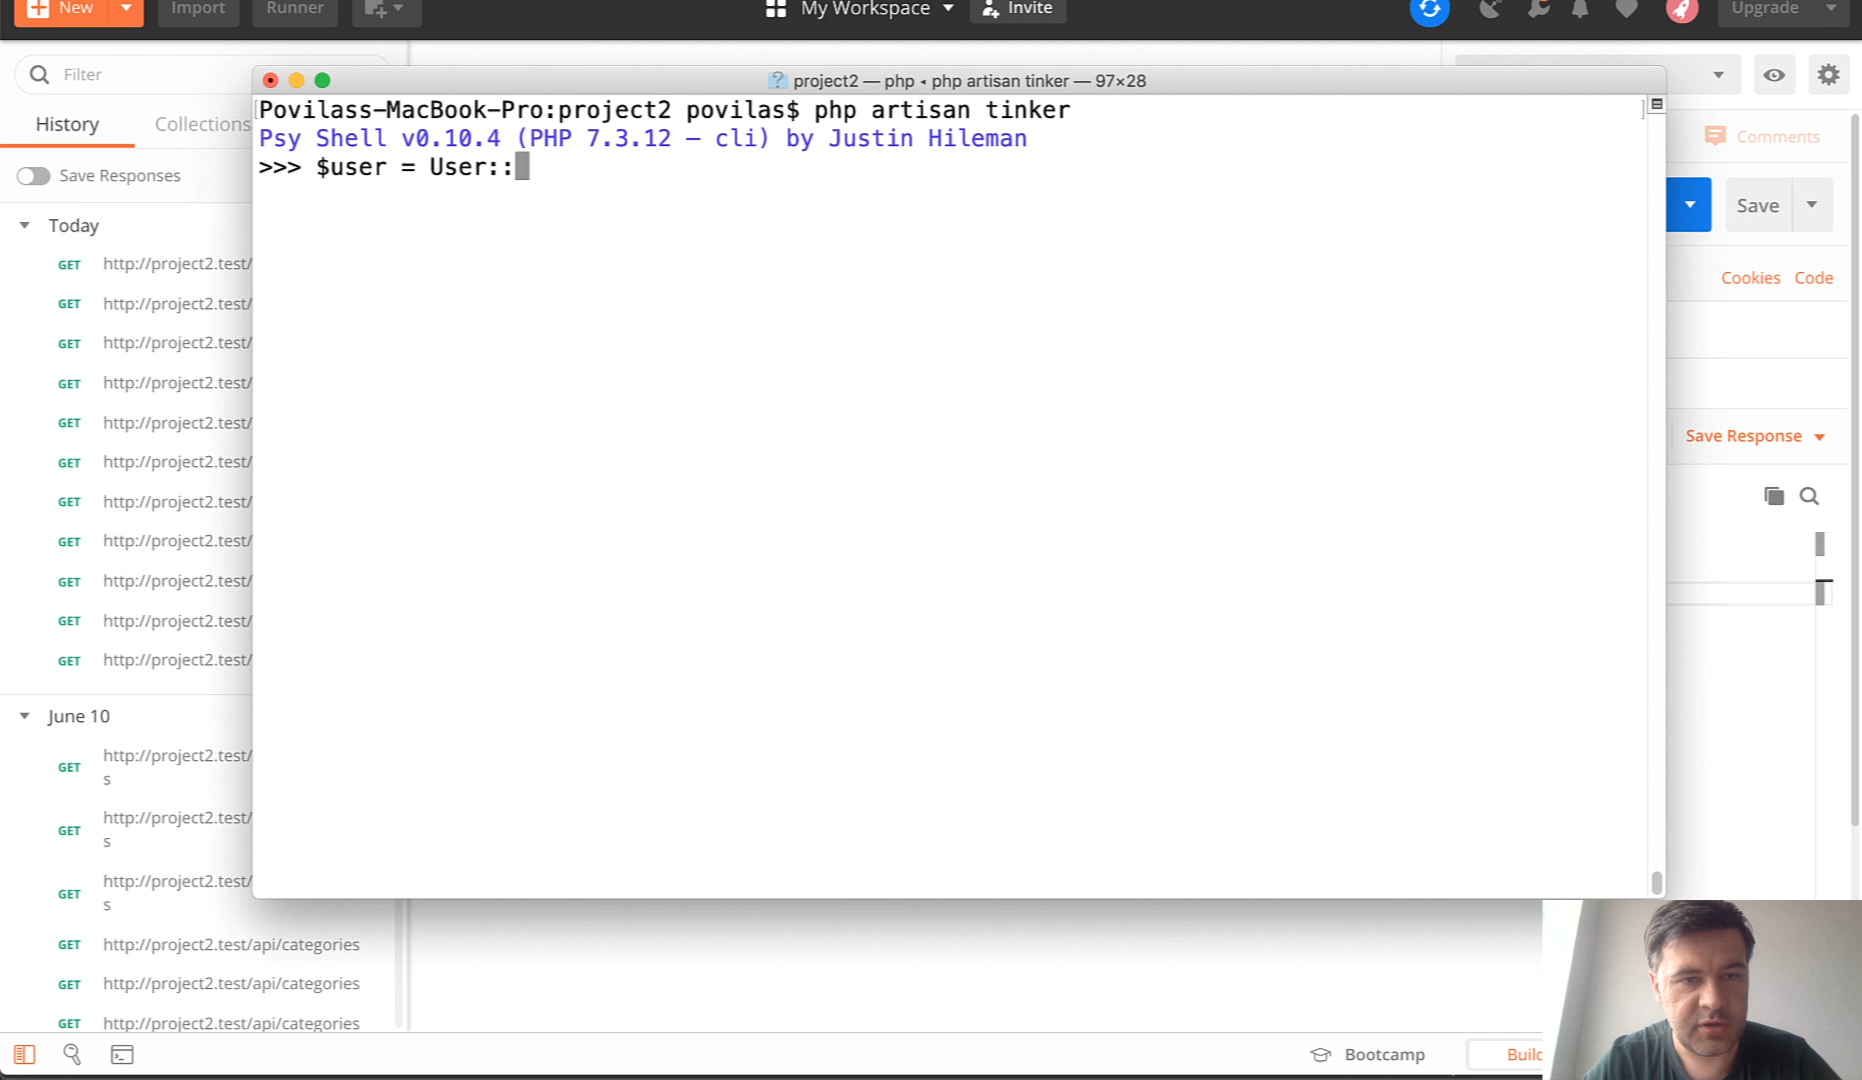 New
Import
Runner
My Workspace
Invite
Upgrade
Filter
project2 — php ◂ php artisan tinker — 97×28
History
Collections
Save Responses
Povilass-MacBook-Pro:project2 povilas$ php artisan tinker
Psy Shell v0.10.4 (PHP 7.3.12 — cli) by Justin Hileman
>>> $user = User::
Comments
Save
Cookies Code
Save Response
Today
GET http://project2.test/
GET http://project2.test/
GET http://project2.test/
GET http://project2.test/
GET http://project2.test/
GET http://project2.test/
GET http://project2.test/
GET http://project2.test/
GET http://project2.test/
GET http://project2.test/
GET http://project2.test/
June 10
GET http://project2.test/
s
GET http://project2.test/
s
GET http://project2.test/
s
GET http://project2.test/api/categories
GET http://project2.test/api/categories
GET http://project2.test/api/categories
Bootcamp